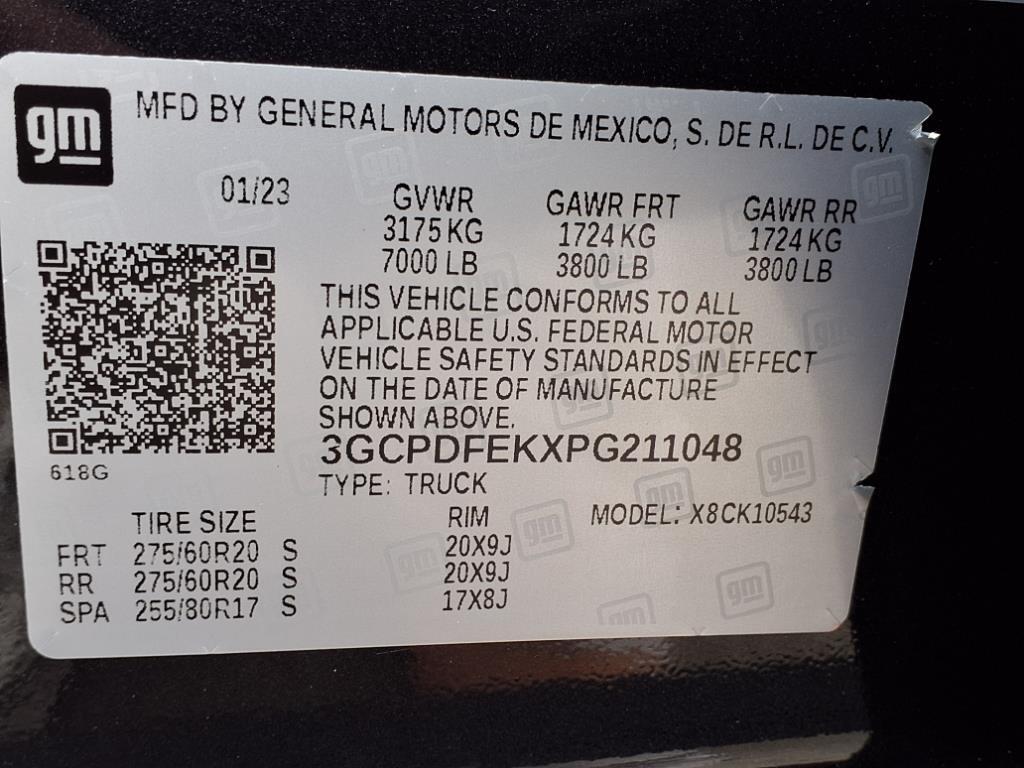 gm MFD BY GENERAL MOTORS DE MEXICO, S. DE R.L. DE C.V.
01/23 GVWR GAWR FRT GAWR RR
3175 KG 1724 KG 1724 KG
7000 LB 3800 LB 3800 LB
THIS VEHICLE CONFORMS TO ALL
APPLICABLE U.S. FEDERAL MOTOR
VEHICLE SAFETY STANDARDS IN EFFECT
ON THE DATE OF MANUFACTURE
SHOWN ABOVE.
3GCPDFEKXPG211048
618G
TYPE: TRUCK
TIRE SIZE RIM MODEL: X8CK10543
FRT 275/60R20 S 20X9J
RR 275/60R20 S 20X9J
SPA 255/80R17 S 17X8J